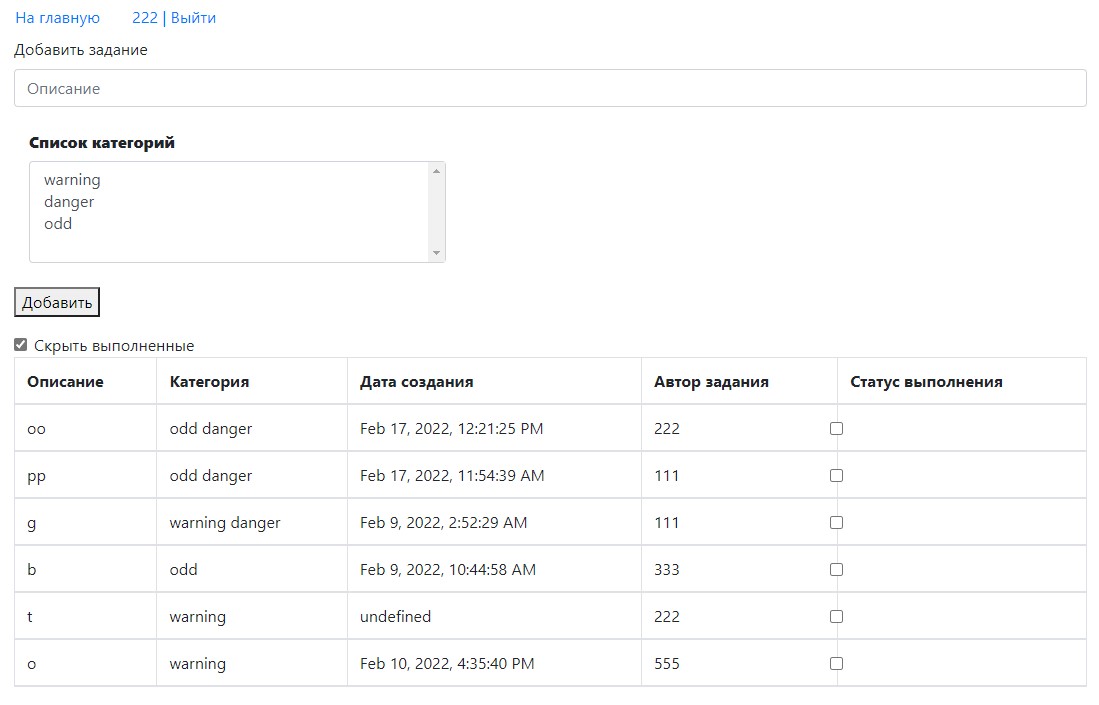 На главную 222 | Выйти
Добавить задание
Описание
Список категорий
warning
danger
odd
Добавить
Скрыть выполненные
Описание Категория Дата создания Автор задания Статус выполнения
oo odd danger Feb 17, 2022, 12:21:25 PM 222
pp odd danger Feb 17, 2022, 11:54:39 AM 111
g warning danger Feb 9, 2022, 2:52:29 AM 111
b odd Feb 9, 2022, 10:44:58 AM 333
t warning undefined 222
o warning Feb 10, 2022, 4:35:40 PM 555